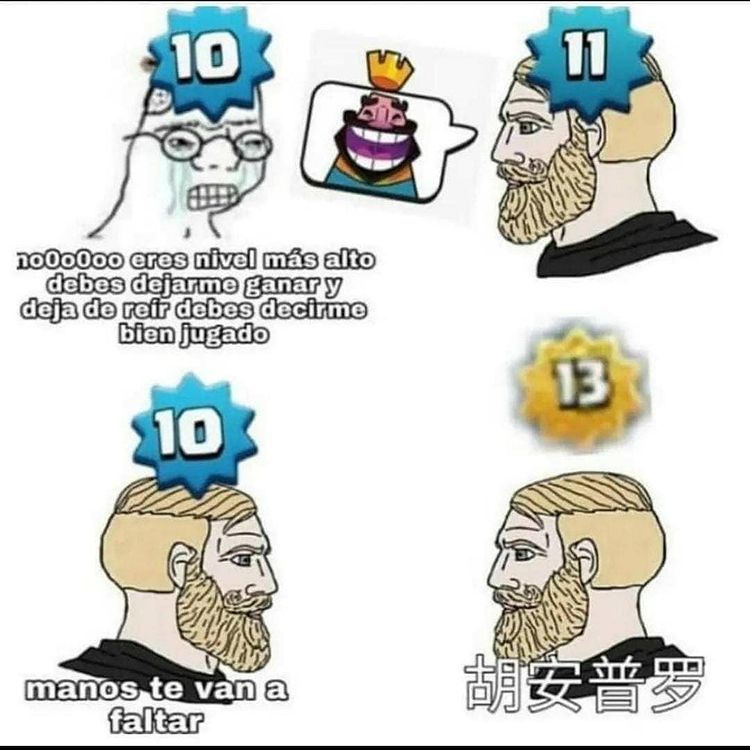 10
11
no0o0oo eres nivel más alto
debes dejarme ganar y
deja de reír debes decirme
bien jugado
13
10
manos te van a
faltar
胡安普罗